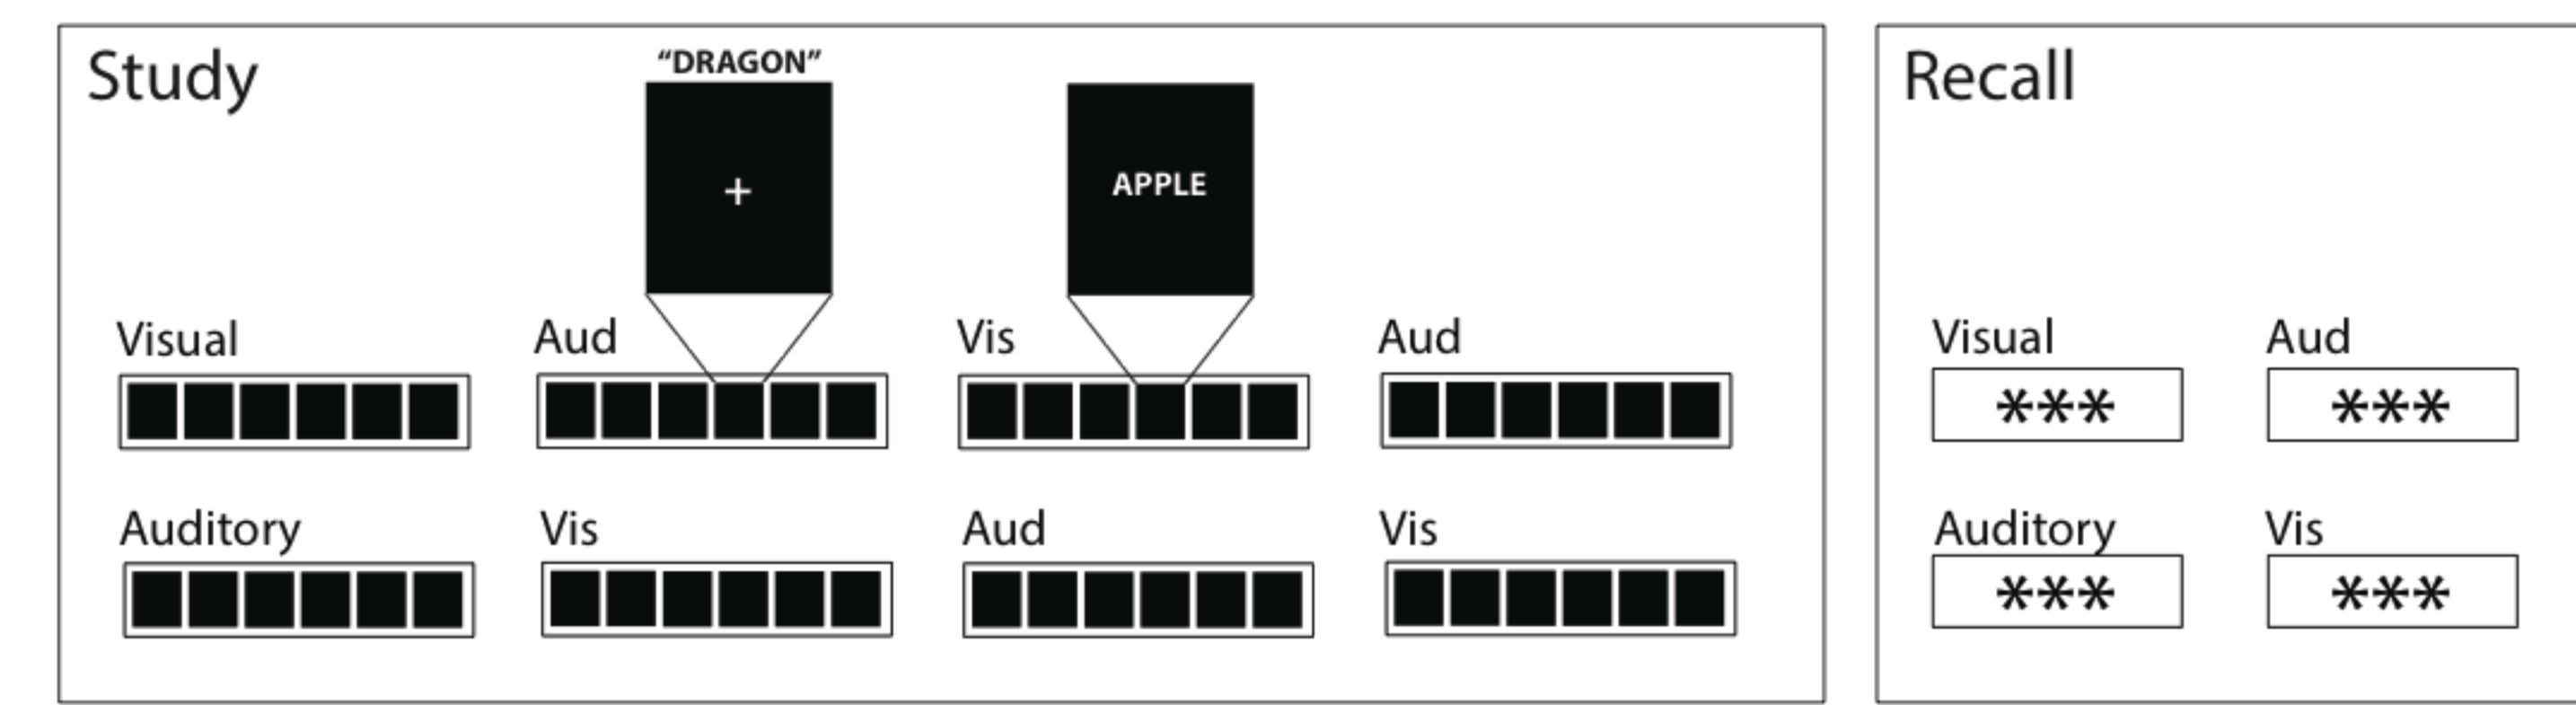 Study
“DRAGON”
+
APPLE
Visual
Aud
Vis
Aud
Auditory
Vis
Aud
Vis
Recall
Visual
Aud
***
***
Auditory
Vis
***
***